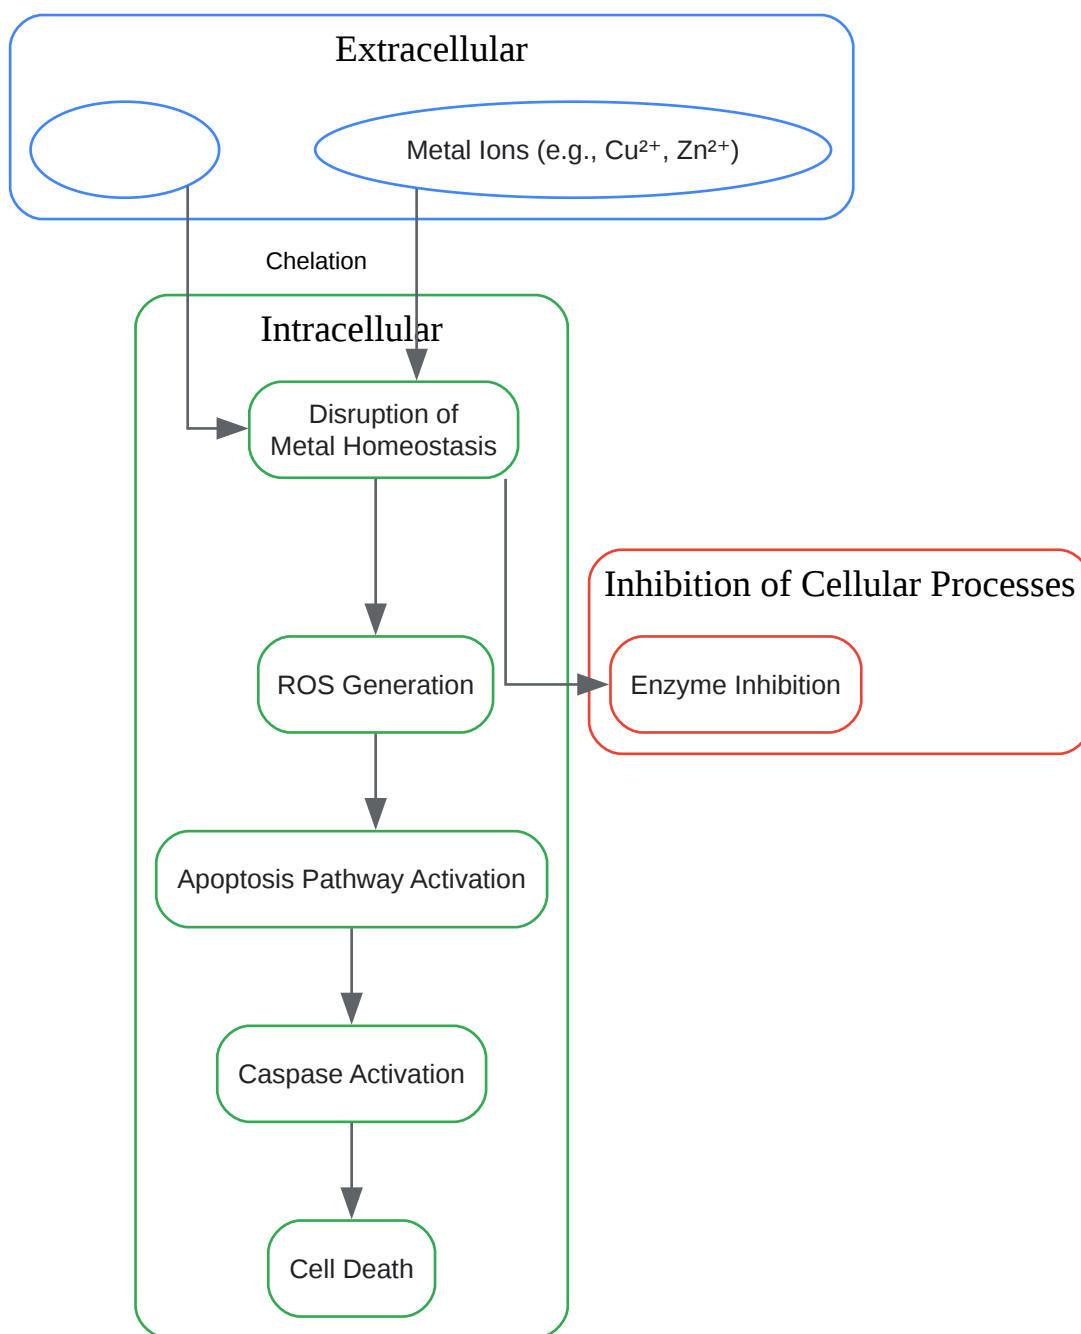 Extracellular
Metal Ions (e.g., Cu²⁺, Zn²⁺)
Chelation
Intracellular
Disruption of
Metal Homeostasis
Inhibition of Cellular Processes
ROS Generation
Enzyme Inhibition
Apoptosis Pathway Activation
Caspase Activation
Cell Death